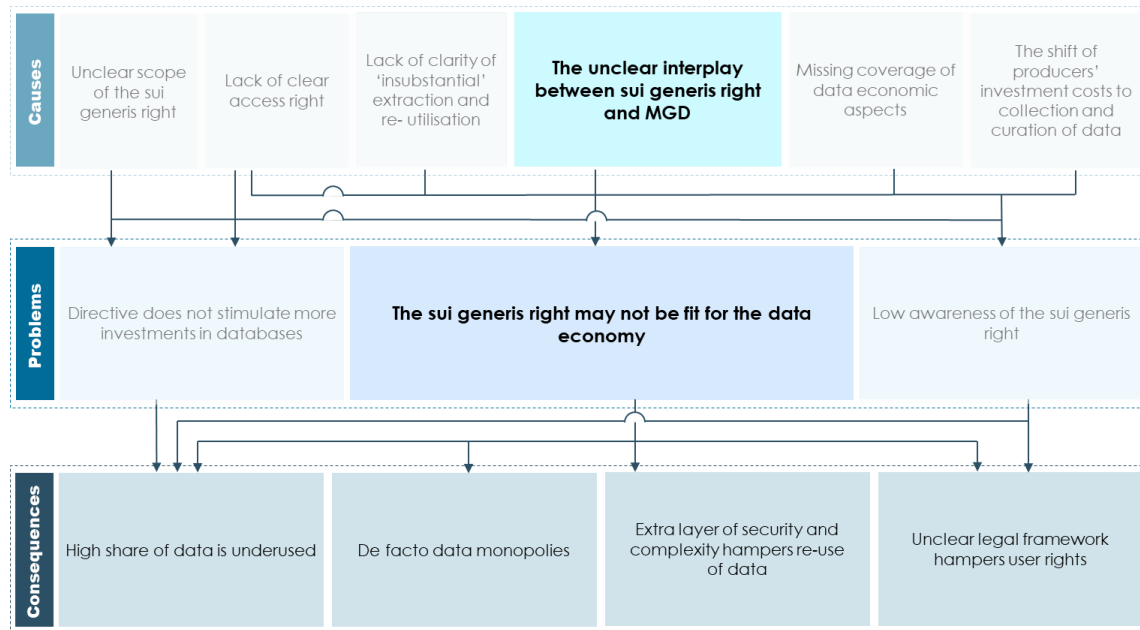 Causes
Unclear scope
of the sui
generis right
Lack of clear
access right
Lack of clarity of
‘insubstantial’
extraction and
re- utilisation
The unclear interplay
between sui generis right
and MGD
Missing coverage of
data economic
aspects
The shift of
producers’
investment costs to
collection and
curation of data
Problems
Directive does not stimulate more
investments in databases
The sui generis right may not be fit for the data
economy
Low awareness of the sui generis
right
Consequences
High share of data is underused
De facto data monopolies
Extra layer of security and
complexity hampers re-use
of data
Unclear legal framework
hampers user rights